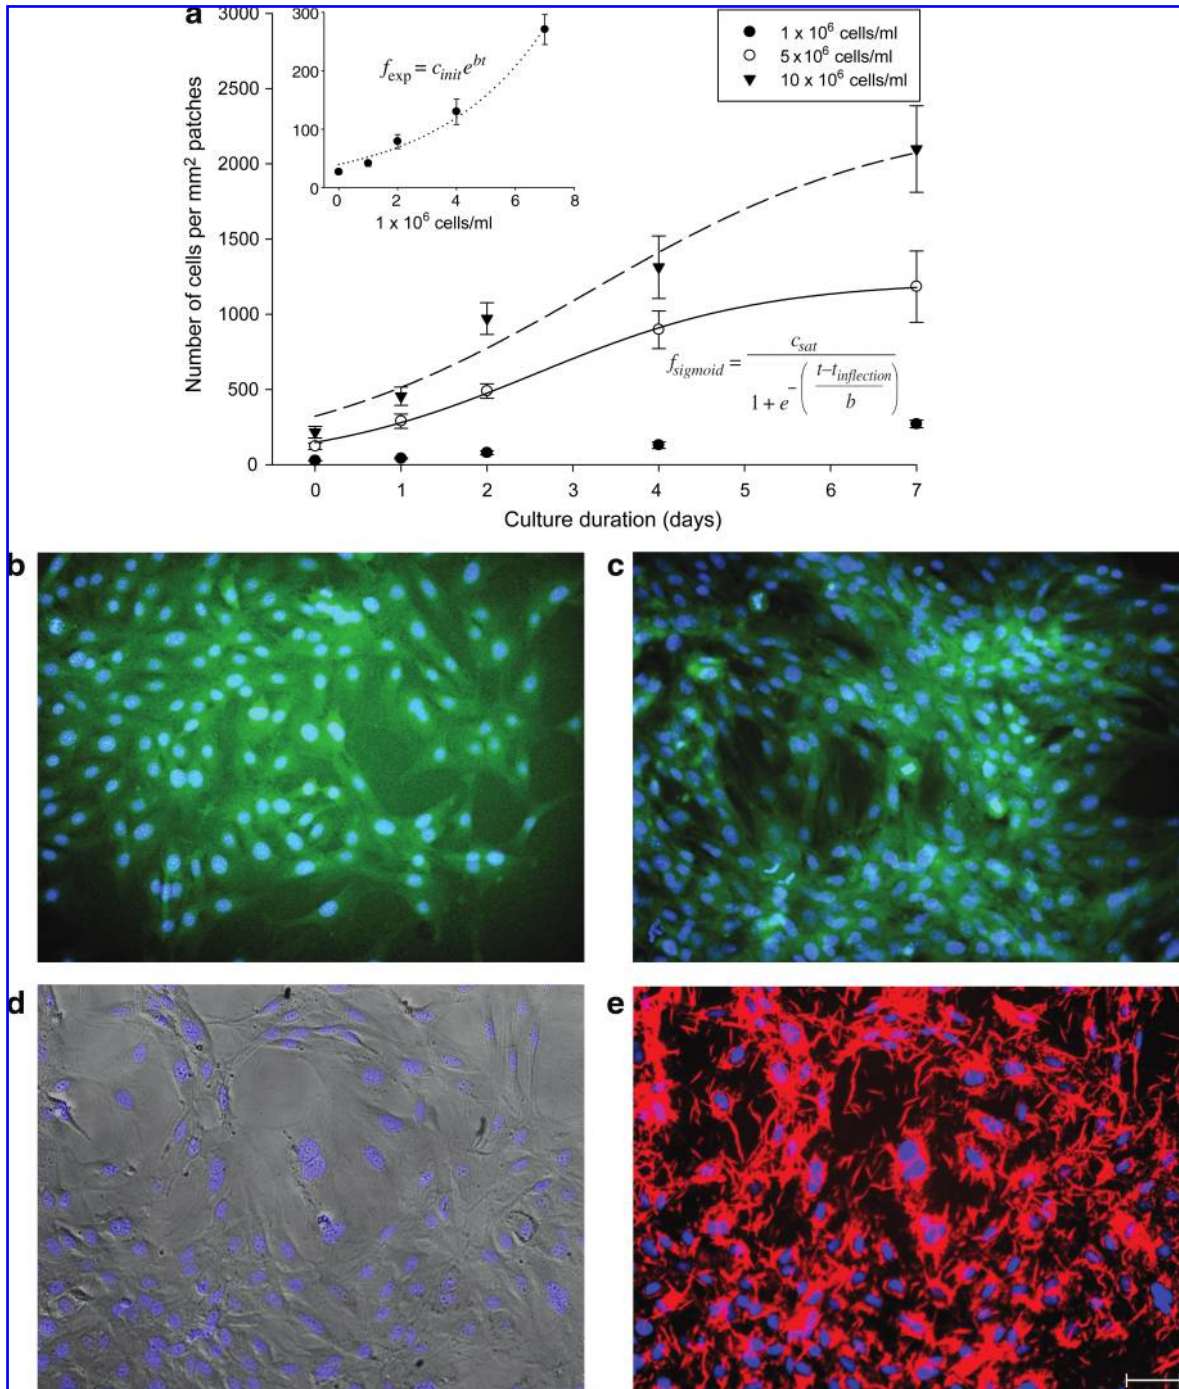 a
3000
2500
2000
1500
1000
500
0
Number of cells per mm² patches
300
200
100
0
f_exp = c_init e^bt
0 2 4 6 8
1 x 10⁶ cells/ml
1 x 10⁶ cells/ml
5 x 10⁶ cells/ml
10 x 10⁶ cells/ml
f_sigmoid = c_sat / (1 + e^-((t-t_inflection)/b))
0 1 2 3 4 5 6 7
Culture duration (days)
b
c
d
e